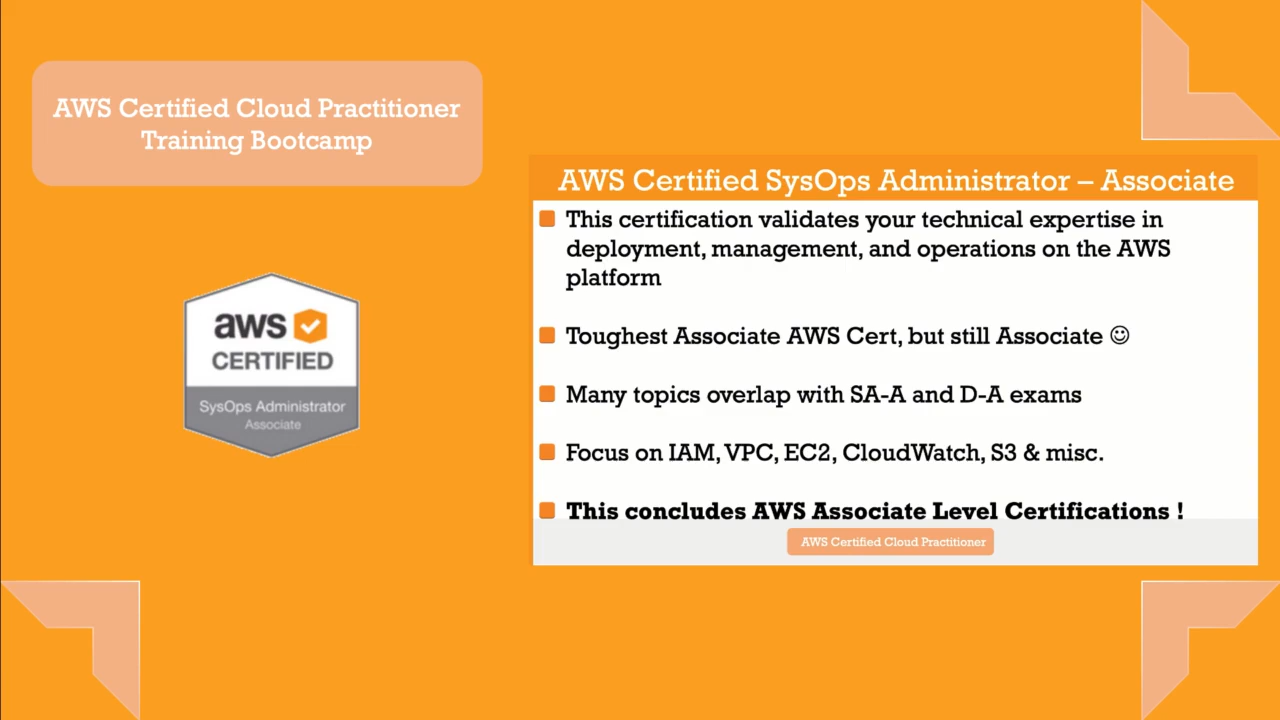 AWS Certified Cloud Practitioner
Training Bootcamp
aws
CERTIFIED
SysOps Administrator
Associate
AWS Certified SysOps Administrator – Associate
This certification validates your technical expertise in
deployment, management, and operations on the AWS
platform
Toughest Associate AWS Cert, but still Associate ☺
Many topics overlap with SA-A and D-A exams
Focus on IAM, VPC, EC2, CloudWatch, S3 & misc.
This concludes AWS Associate Level Certifications !
AWS Certified Cloud Practitioner